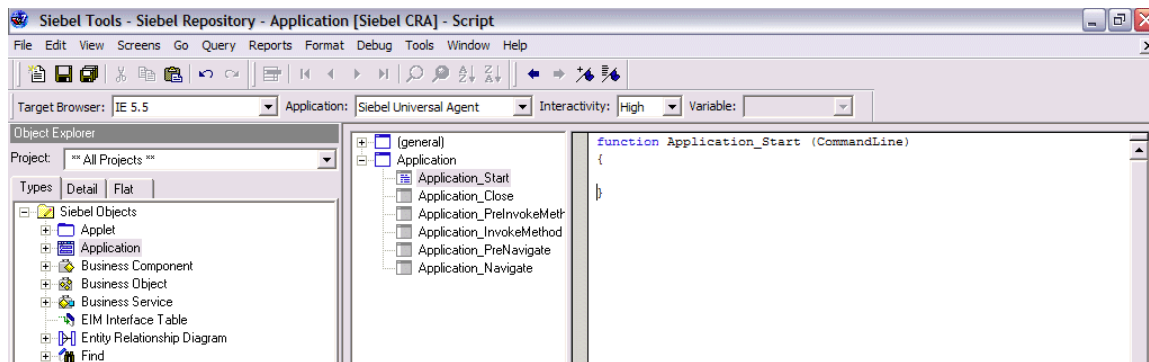 Siebel Tools - Siebel Repository - Application [Siebel CRA] - Script
File Edit View Screens Go Query Reports Format Debug Tools Window Help
Target Browser: IE 5.5 Application: Siebel Universal Agent Interactivity: High Variable:
Object Explorer
Project: ** All Projects **
Types Detail Flat
Siebel Objects
Applet
Application
Business Component
Business Object
Business Service
EIM Interface Table
Entity Relationship Diagram
Find
(general)
Application
Application_Start
Application_Close
Application_PreInvokeMeth
Application_InvokeMethod
Application_PreNavigate
Application_Navigate
function Application_Start (CommandLine)
{
}